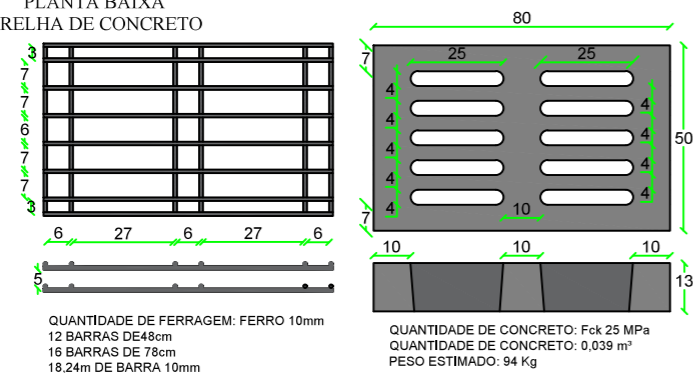 PLANTA BAIXA
RELHA DE CONCRETO
3
7
7
6
7
7
3
6 27 6 27 6
5
QUANTIDADE DE FERRAGEM: FERRO 10mm
12 BARRAS DE48cm
16 BARRAS DE 78cm
18,24m DE BARRA 10mm
80
7
25 25
4 4
4 4
4 4
4 4
4
50
10
7
10 10 10
13
QUANTIDADE DE CONCRETO: Fck 25 MPa
QUANTIDADE DE CONCRETO: 0,039 m³
PESO ESTIMADO: 94 Kg